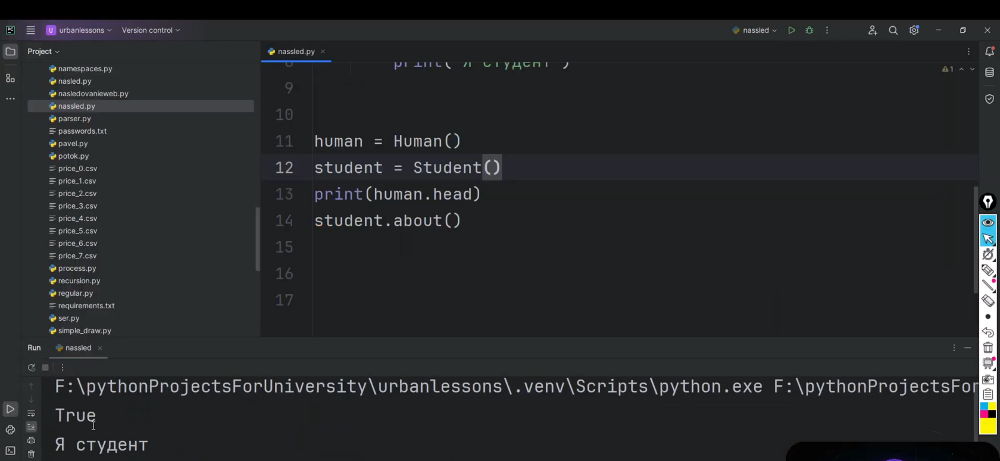 PC
U urbanlessons
Version control
nassled
Project
nassled.py
namespaces.py
nasled.py
nasledovanieweb.py
nassled.py
parser.py
passwords.txt
pavel.py
potok.py
price_0.csv
price_1.csv
price_2.csv
price_3.csv
price_4.csv
price_5.csv
price_6.csv
price_7.csv
process.py
recursion.py
regular.py
requirements.txt
ser.py
simple_draw.py
1
8 print("Я студент")
9
10
11 human = Human()
12 student = Student()
13 print(human.head)
14 student.about()
15
16
17
Run
nassled
F:\pythonProjectsForUniversity\urbanlessons\.venv\Scripts\python.exe F:\pythonProjectsFor
True
Я студент